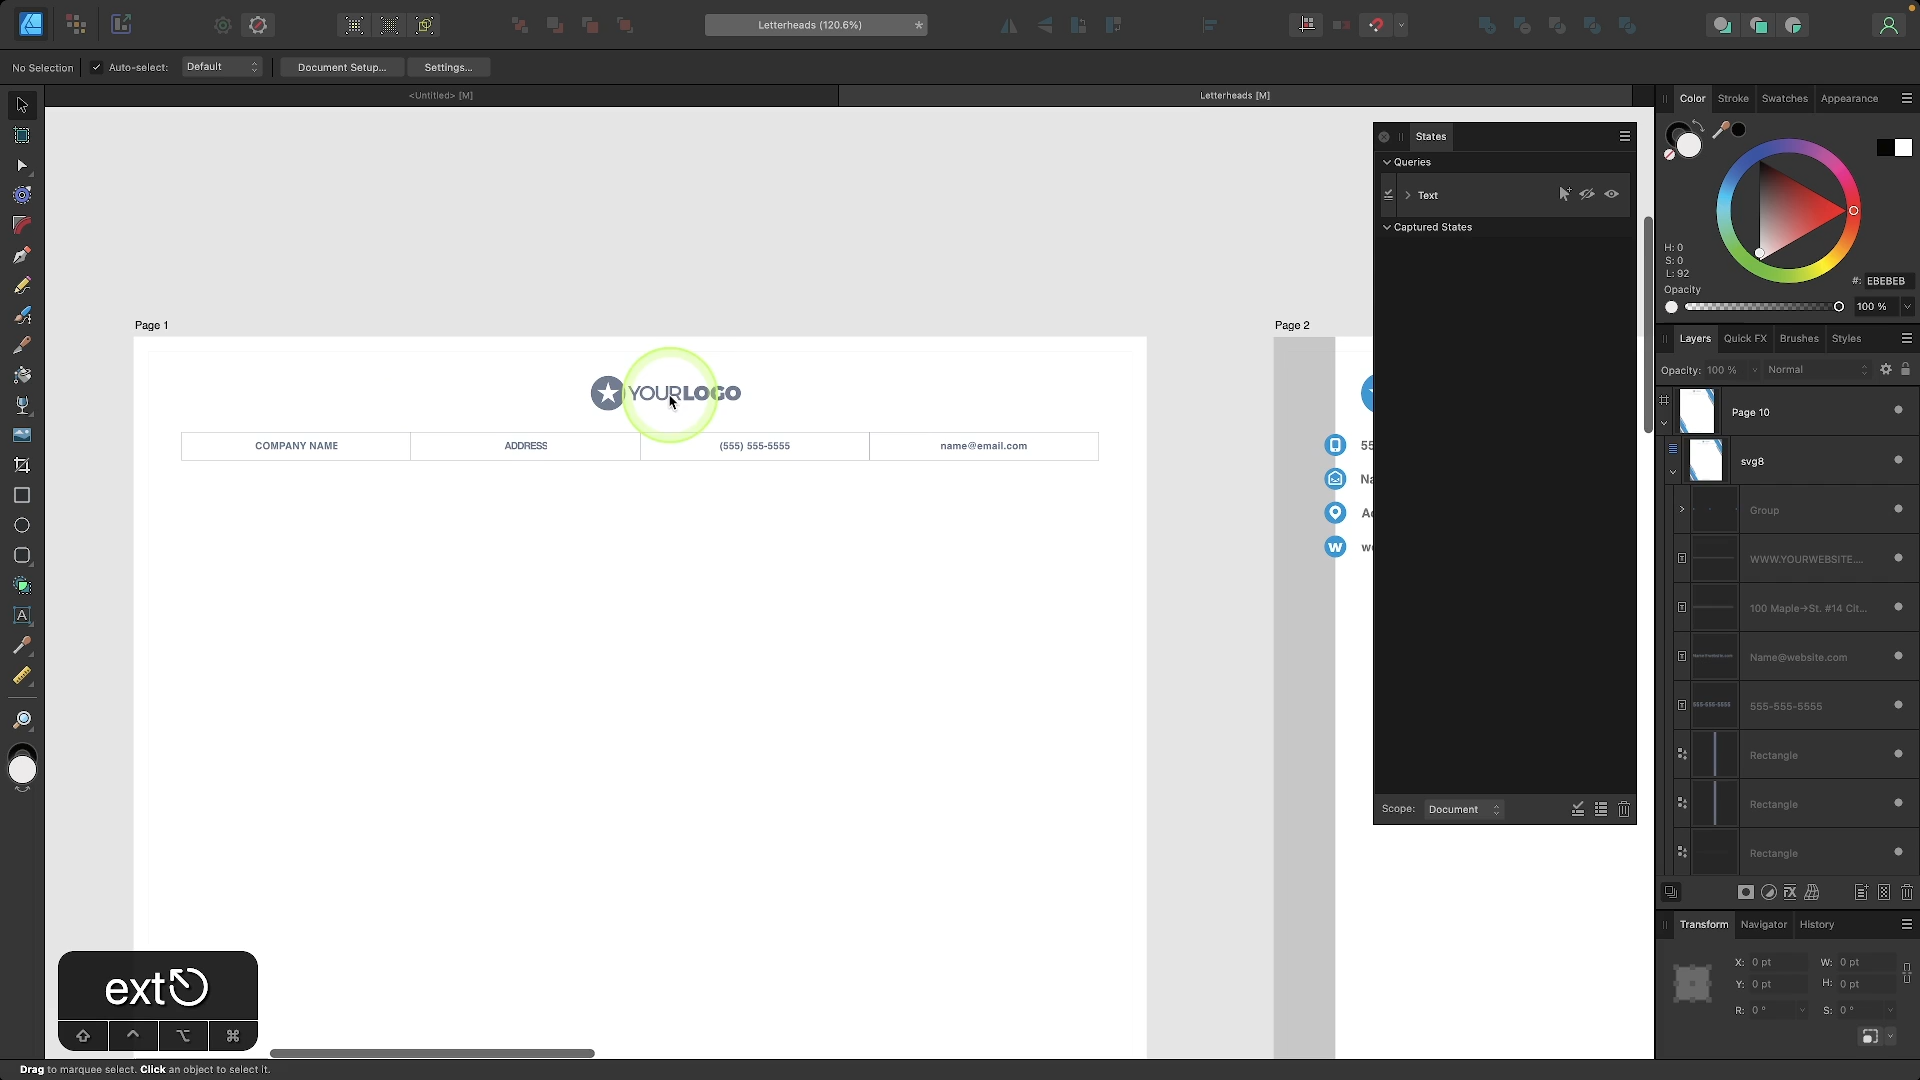 Letterheads (120.6%)
*
No Selection
Auto-select:
Default
Document Setup...
Settings...
<Untitled> [M]
Letterheads [M]
States
Queries
Text
Captured States
Scope:
Document
Page 1
YOURLOGO
COMPANY NAME
ADDRESS
(555) 555-5555
name@email.com
Page 2
55
Na
Ad
W
we
ext
Drag to marquee select. Click an object to select it.
Color
Stroke
Swatches
Appearance
H: 0
S: 0
L: 92
#: EBEBEB
Opacity
100 %
Layers
Quick FX
Brushes
Styles
Opacity: 100 %
Normal
Page 10
svg8
Group
WWW.YOURWEBSITE....
100 Maple→St. #14 Cit...
Name@website.com
555-555-5555
Rectangle
Rectangle
Rectangle
Transform
Navigator
History
X: 0 pt
W: 0 pt
Y: 0 pt
H: 0 pt
R: 0 °
S: 0 °